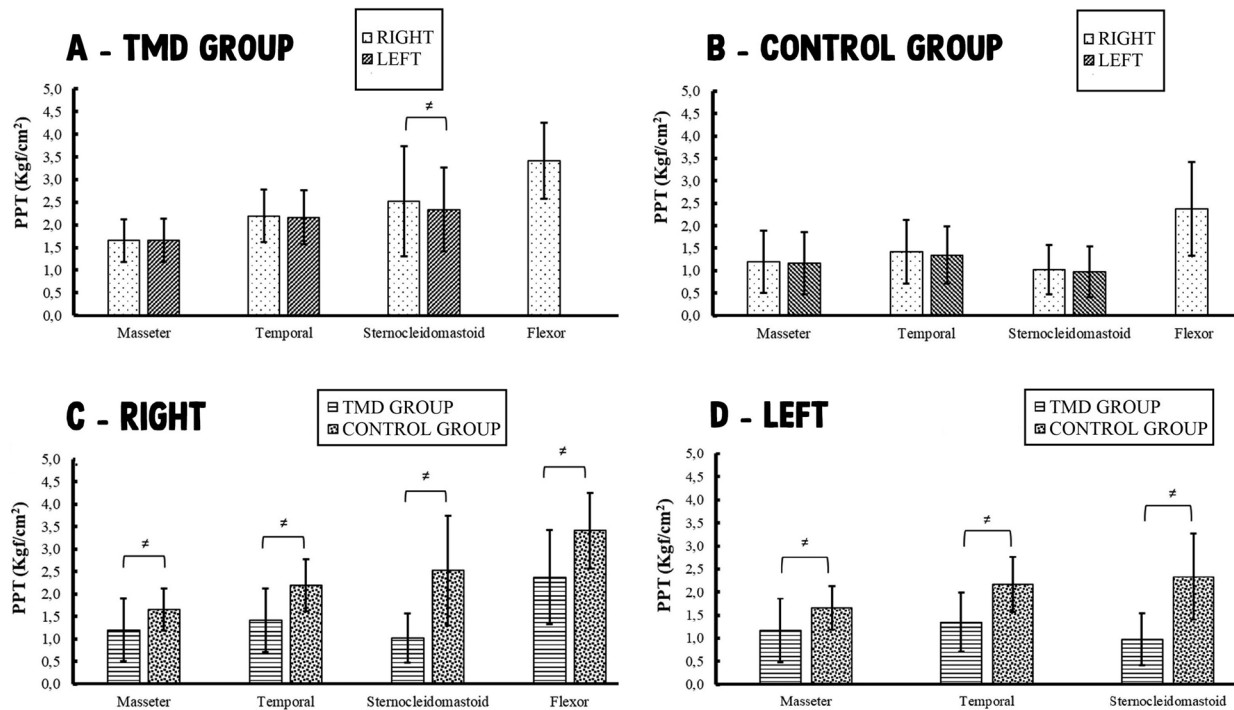 A - TMD GROUP
RIGHT
LEFT
PPT (Kgf/cm²)
5,0
4,5
4,0
3,5
3,0
2,5
2,0
1,5
1,0
0,5
0,0
≠
Masseter Temporal Sternocleidomastoid Flexor
B - CONTROL GROUP
RIGHT
LEFT
PPT (Kgf/cm²)
5,0
4,5
4,0
3,5
3,0
2,5
2,0
1,5
1,0
0,5
0,0
Masseter Temporal Sternocleidomastoid Flexor
C - RIGHT
TMD GROUP
CONTROL GROUP
PPT (Kgf/cm²)
5,0
4,5
4,0
3,5
3,0
2,5
2,0
1,5
1,0
0,5
0,0
≠ ≠ ≠ ≠
Masseter Temporal Sternocleidomastoid Flexor
D - LEFT
TMD GROUP
CONTROL GROUP
PPT (Kgf/cm²)
5,0
4,5
4,0
3,5
3,0
2,5
2,0
1,5
1,0
0,5
0,0
≠ ≠ ≠
Masseter Temporal Sternocleidomastoid